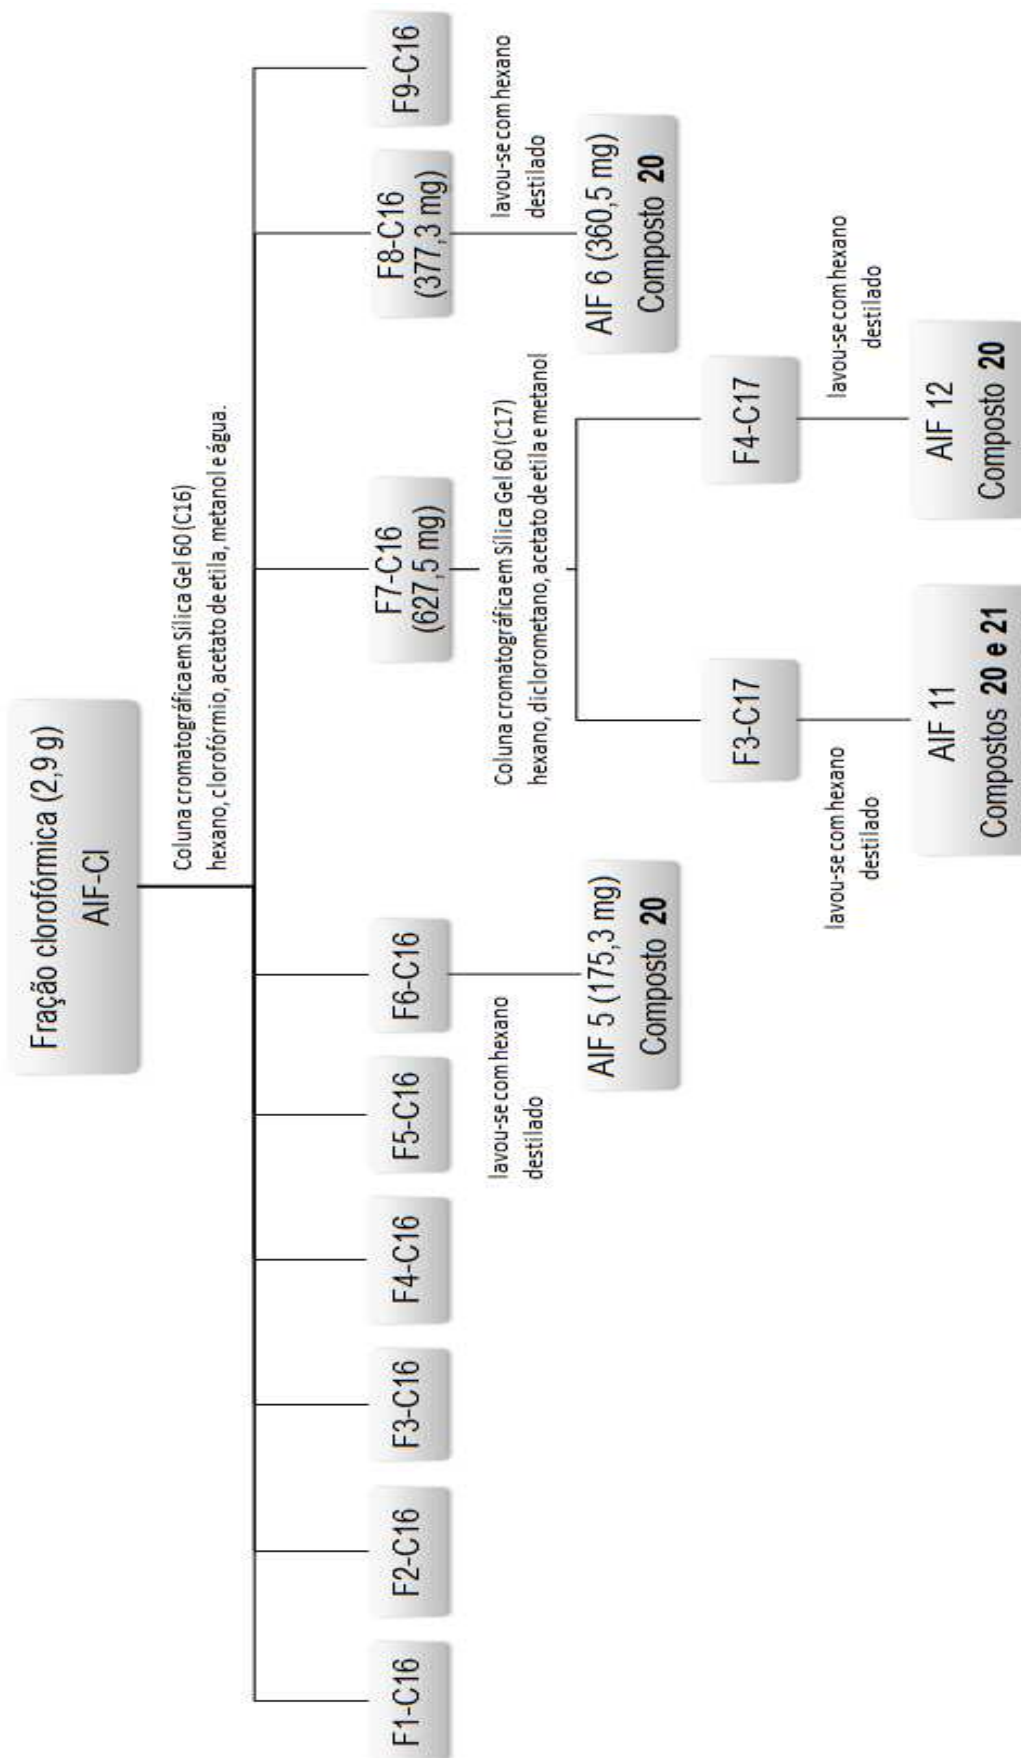 Fração clorofórmica (2,9 g)
AIF-Cl
Coluna cromatográfica em Sílica Gel 60 (C16)
hexano, clorofórmio, acetato de etila, metanol e água.
F1-C16
F2-C16
F3-C16
F4-C16
F5-C16
F6-C16
F7-C16
(627,5 mg)
F8-C16
(377,3 mg)
F9-C16
lavou-se com hexano
destilado
AIF 5 (175,3 mg)
Composto 20
Coluna cromatográfica em Sílica Gel 60 (C17)
hexano, diclorometano, acetato de etila e metanol
lavou-se com hexano
destilado
AIF 6 (360,5 mg)
Composto 20
F3-C17
F4-C17
lavou-se com hexano
destilado
lavou-se com hexano
destilado
AIF 11
Compostos 20 e 21
AIF 12
Composto 20